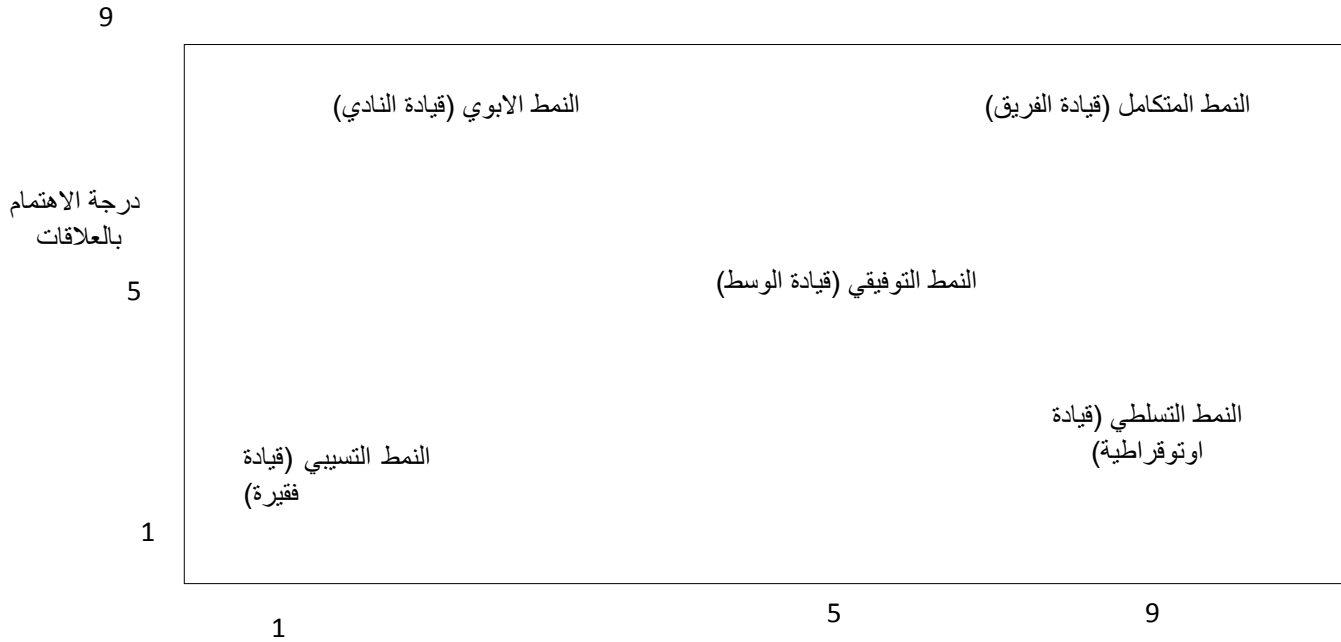 9
النمط المتكامل (قيادة الفريق)
النمط الابوي (قيادة النادي)
درجة الاهتمام
بالعلاقات
5
النمط التوفيقي (قيادة الوسط)
النمط التسلطي (قيادة
اوتوقراطية)
النمط التسيبي (قيادة
فقيرة)
1
1
5
9